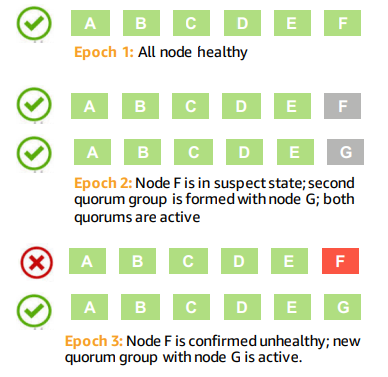 A B C D E F
Epoch 1: All node healthy
A B C D E F
A B C D E G
Epoch 2: Node F is in suspect state; second
quorum group is formed with node G; both
quorums are active
A B C D E F
A B C D E G
Epoch 3: Node F is confirmed unhealthy; new
quorum group with node G is active.